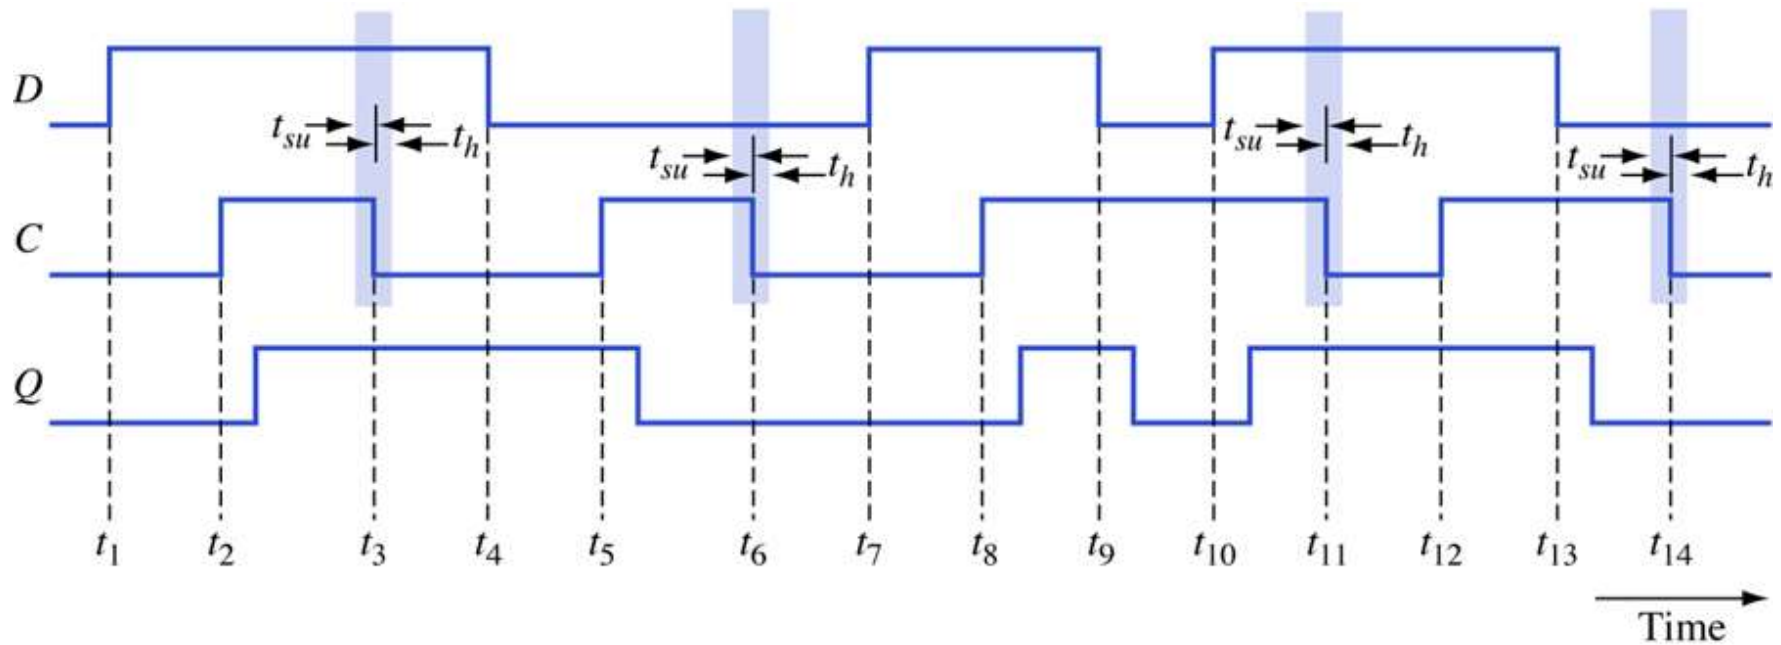 D
t_su t_h t_su t_h t_su t_h t_su t_h
C
Q
t_1 t_2 t_3 t_4 t_5 t_6 t_7 t_8 t_9 t_10 t_11 t_12 t_13 t_14
Time